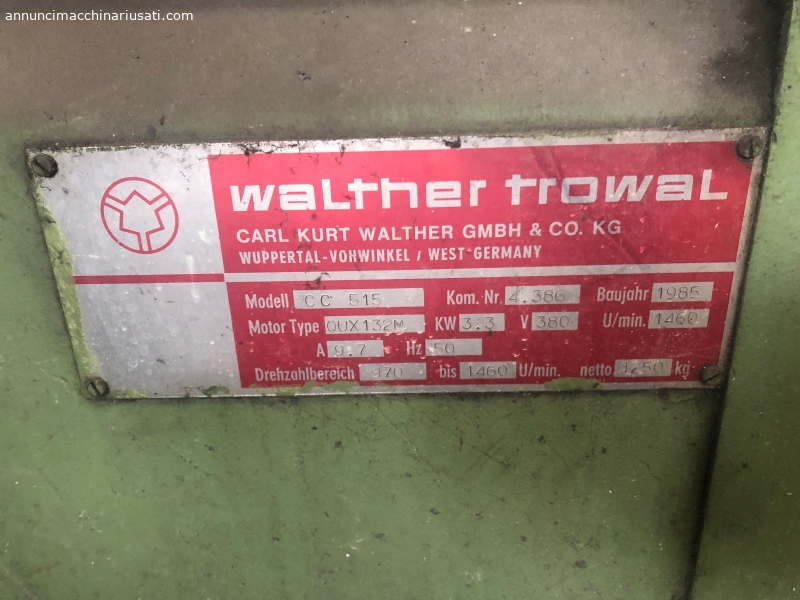 annuncimacchinariusati.com
walther trowal
CARL KURT WALTHER GMBH & CO. KG
WUPPERTAL-VOHWINKEL / WEST-GERMANY
Modell CC 515 Kom. Nr. 4.386 Baujahr 1985
Motor Type QUX132M KW 3.3 V 380 U/min. 1460
A 9.7 Hz 50
Drehzahlbereich 970 bis 1460 U/min. netto kg